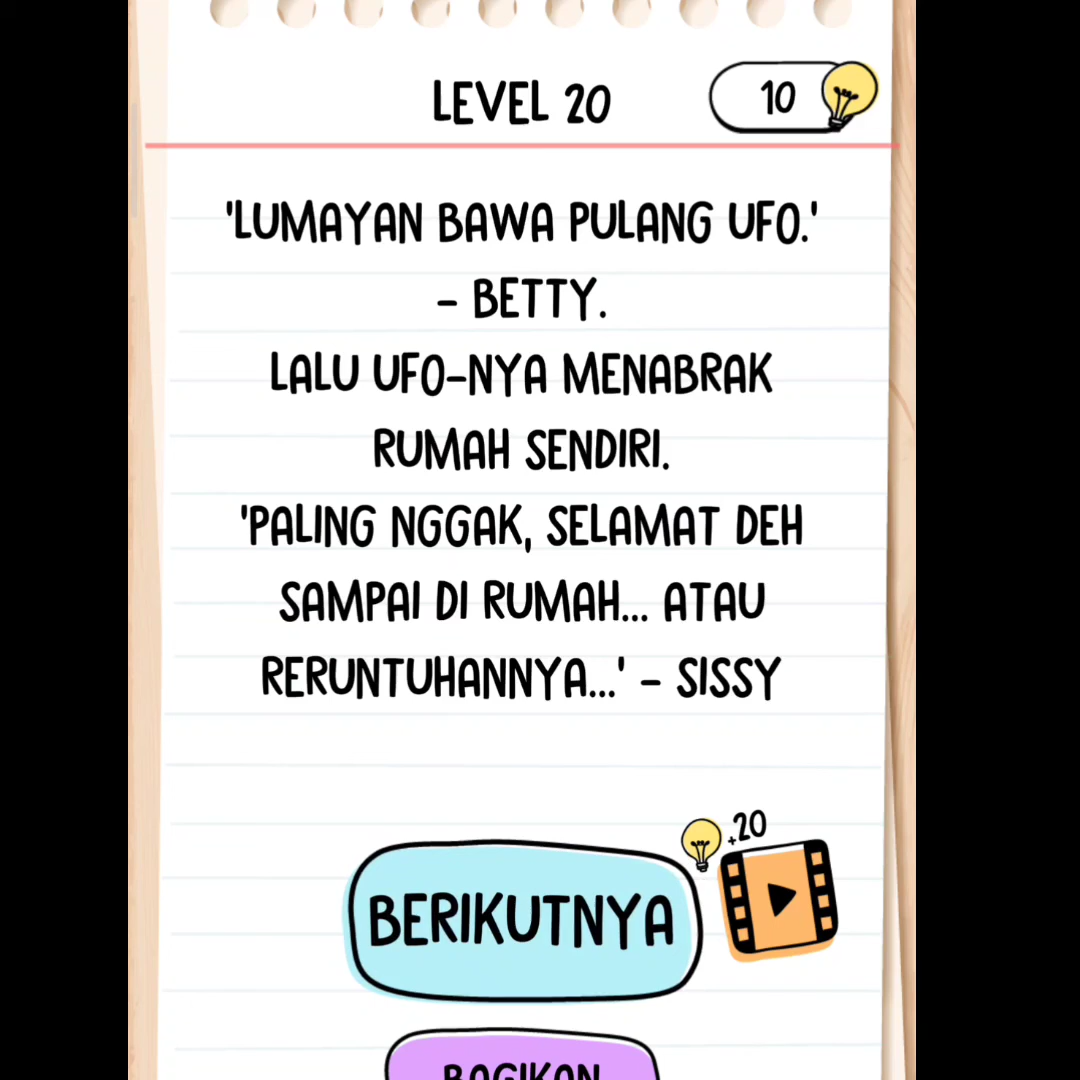 LEVEL 20
10
'LUMAYAN BAWA PULANG UFO.'
- BETTY.
LALU UFO-NYA MENABRAK
RUMAH SENDIRI.
'PALING NGGAK, SELAMAT DEH
SAMPAI DI RUMAH... ATAU
RERUNTUHANNYA...' - SISSY
+20
BERIKUTNYA
BAGIKAN